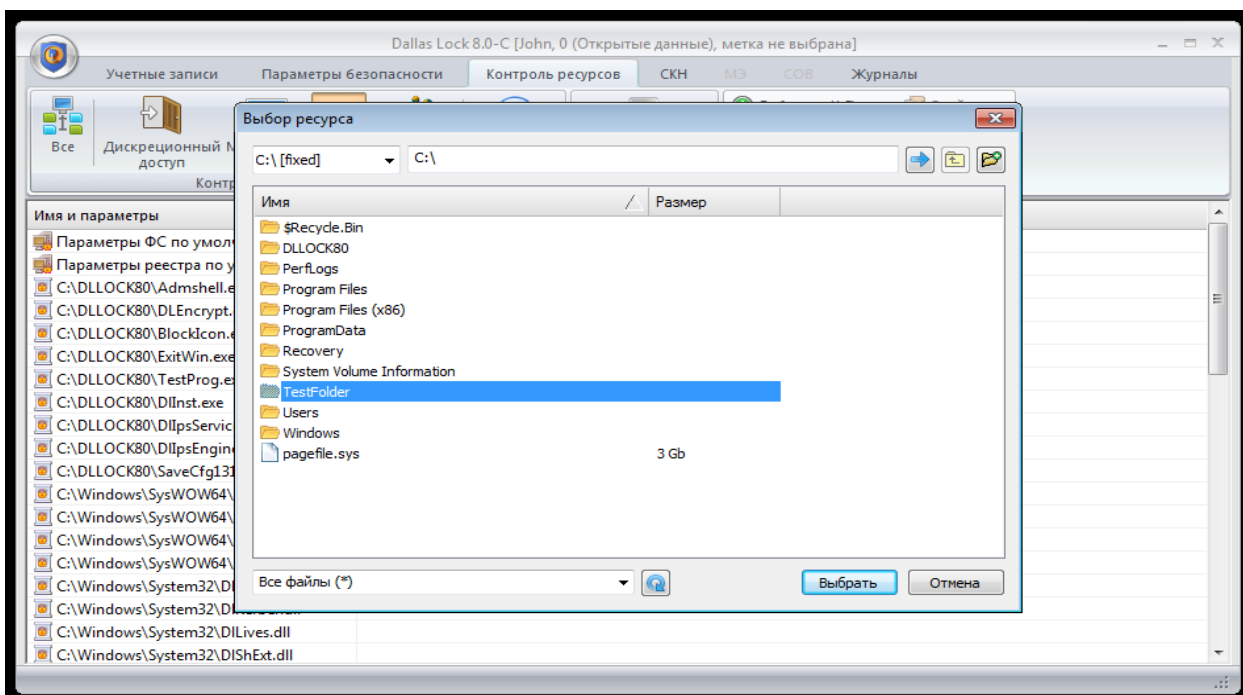 Dallas Lock 8.0-C [John, 0 (Открытые данные), метка не выбрана]
Учетные записи Параметры безопасности Контроль ресурсов СКН МЭ СОВ Журналы
Все
Дискреционный
доступ
Выбор ресурса
C:\ [fixed] C:\
Имя Размер
$Recycle.Bin
DLLOCK80
PerfLogs
Program Files
Program Files (x86)
ProgramData
Recovery
System Volume Information
TestFolder
Users
Windows
pagefile.sys 3 Gb
Все файлы (*) Выбрать Отмена
Имя и параметры
Параметры ФС по
Параметры реестра по
C:\DLLOCK80\Admshell.e
C:\DLLOCK80\DLEncrypt.
C:\DLLOCK80\BlockIcon.e
C:\DLLOCK80\ExitWin.exe
C:\DLLOCK80\TestProg.e
C:\DLLOCK80\DlInst.exe
C:\DLLOCK80\DlIpsServic
C:\DLLOCK80\DlIpsEngin
C:\DLLOCK80\SaveCfg131
C:\Windows\SysWOW64\
C:\Windows\SysWOW64\
C:\Windows\SysWOW64\
C:\Windows\SysWOW64\
C:\Windows\System32\Dl
C:\Windows\System32\DlLives.dll
C:\Windows\System32\DlShExt.dll